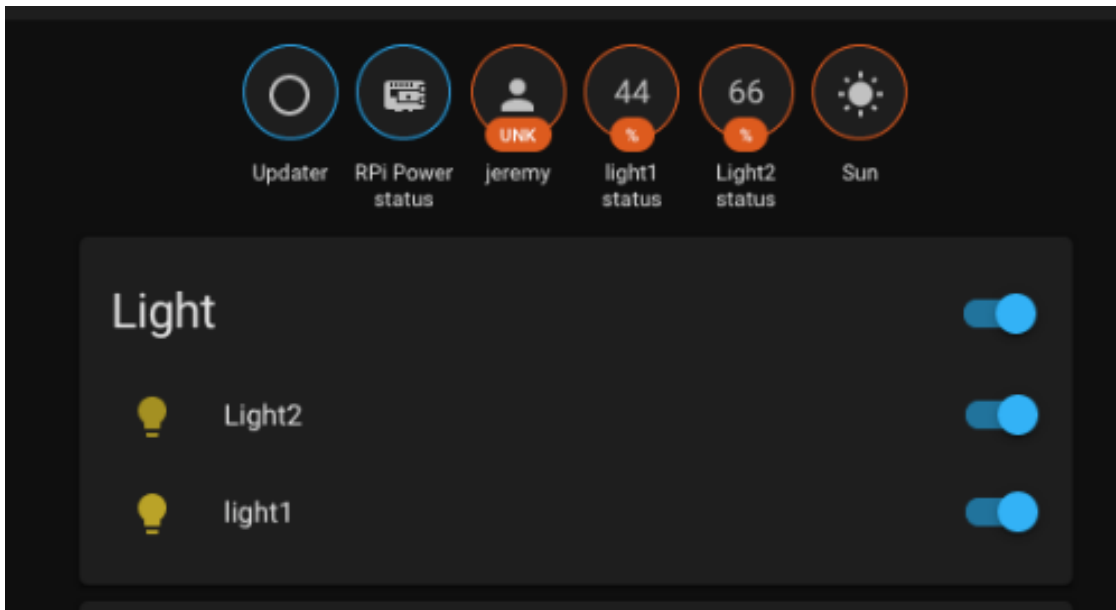 44
66
UNK
%
%
Updater
RPi Power
status
jeremy
light1
status
Light2
status
Sun
Light
Light2
light1